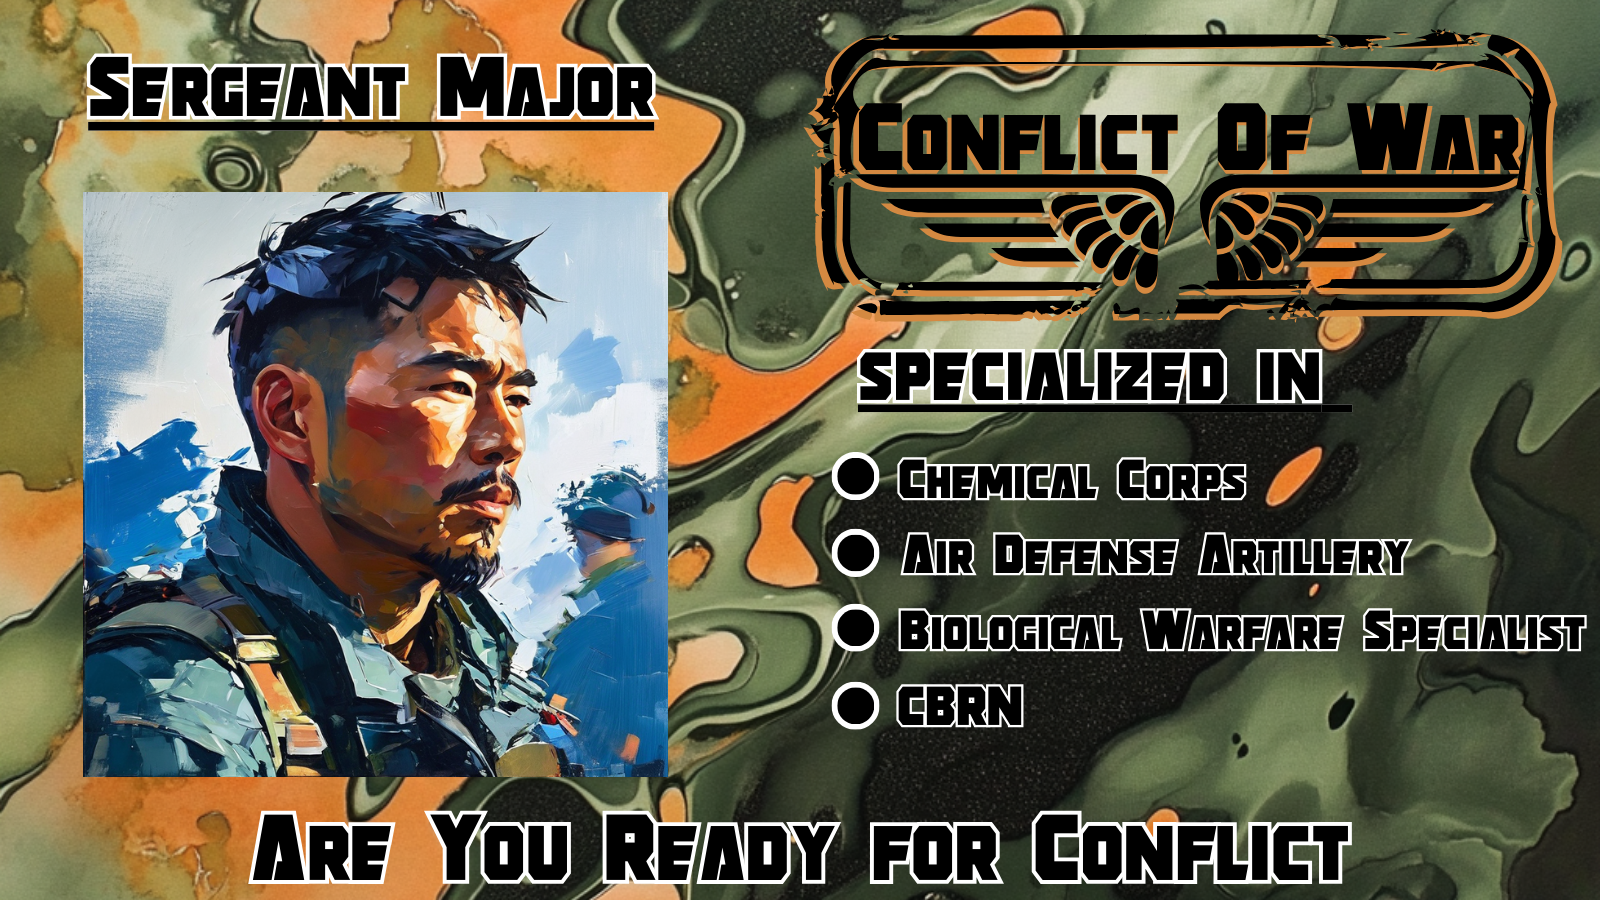 Sergeant Major
Conflict Of War
SPECIALIZED IN
Chemical Corps
Air Defense Artillery
Biological Warfare Specialist
CBRN
Are You Ready for Conflict